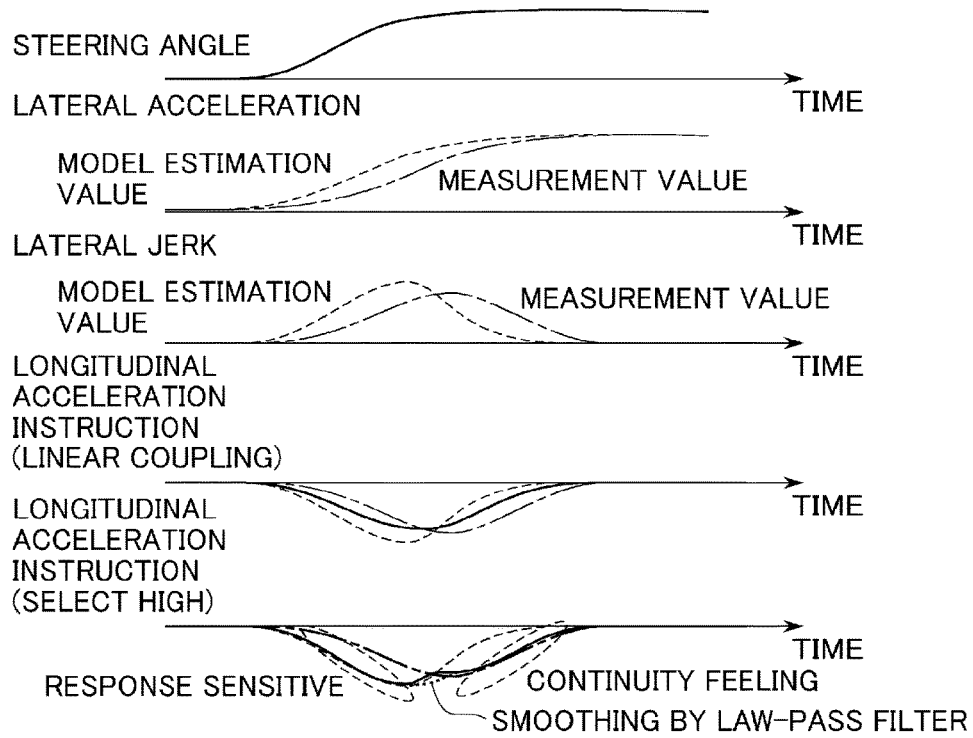 STEERING ANGLE
TIME
LATERAL ACCELERATION
MODEL ESTIMATION
VALUE
MEASUREMENT VALUE
TIME
LATERAL JERK
MODEL ESTIMATION
VALUE
MEASUREMENT VALUE
TIME
LONGITUDINAL
ACCELERATION
INSTRUCTION
(LINEAR COUPLING)
TIME
LONGITUDINAL
ACCELERATION
INSTRUCTION
(SELECT HIGH)
TIME
RESPONSE SENSITIVE
CONTINUITY FEELING
SMOOTHING BY LAW-PASS FILTER